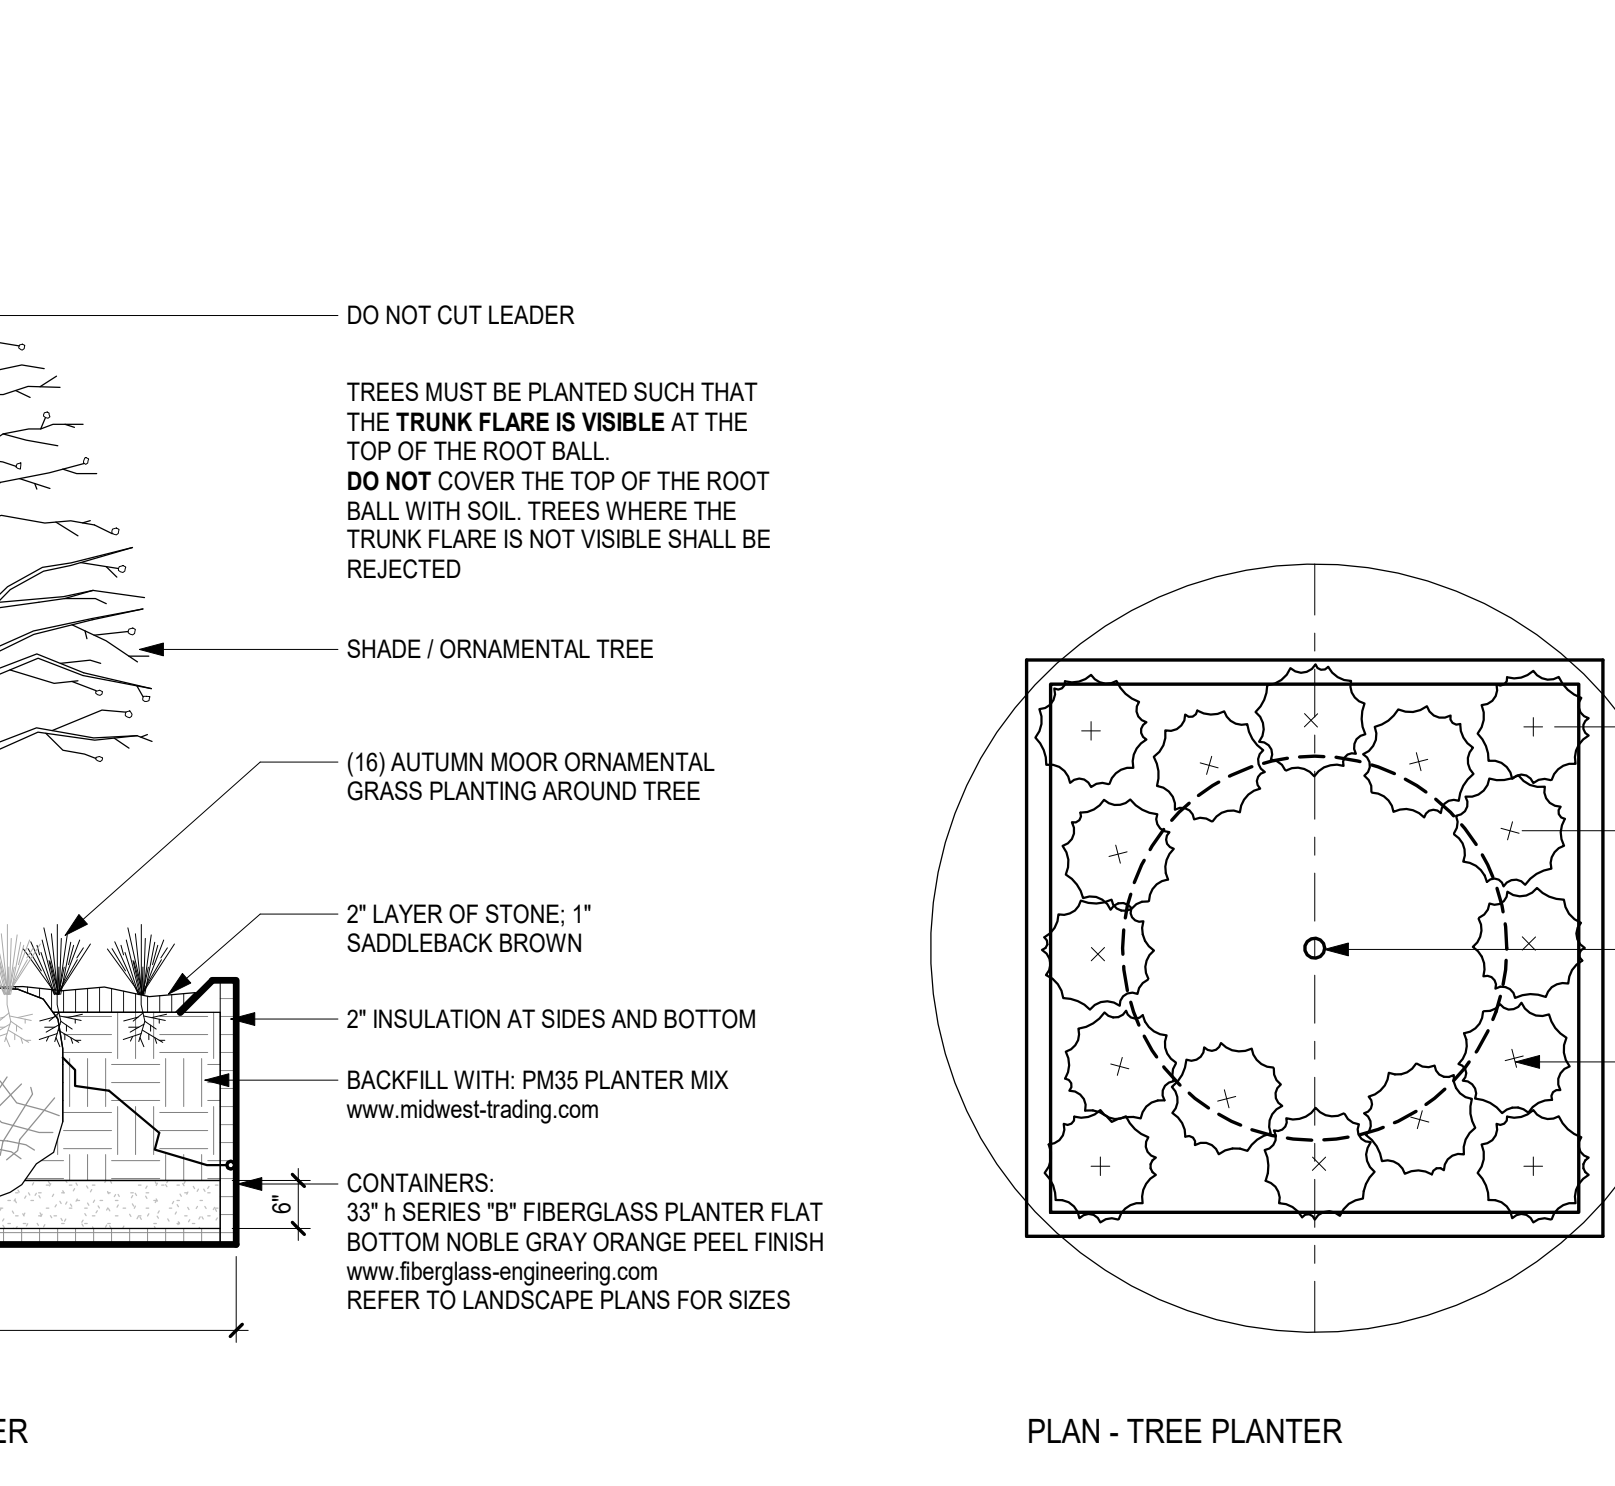 DO NOT CUT LEADER
TREES MUST BE PLANTED SUCH THAT
THE TRUNK FLARE IS VISIBLE AT THE
TOP OF THE ROOT BALL.
DO NOT COVER THE TOP OF THE ROOT
BALL WITH SOIL. TREES WHERE THE
TRUNK FLARE IS NOT VISIBLE SHALL BE
REJECTED
SHADE / ORNAMENTAL TREE
(16) AUTUMN MOOR ORNAMENTAL
GRASS PLANTING AROUND TREE
2" LAYER OF STONE; 1"
SADDLEBACK BROWN
2" INSULATION AT SIDES AND BOTTOM
BACKFILL WITH: PM35 PLANTER MIX
www.midwest-trading.com
CONTAINERS:
33" h SERIES "B" FIBERGLASS PLANTER FLAT
BOTTOM NOBLE GRAY ORANGE PEEL FINISH
www.fiberglass-engineering.com
REFER TO LANDSCAPE PLANS FOR SIZES
6"
ER
PLAN - TREE PLANTER